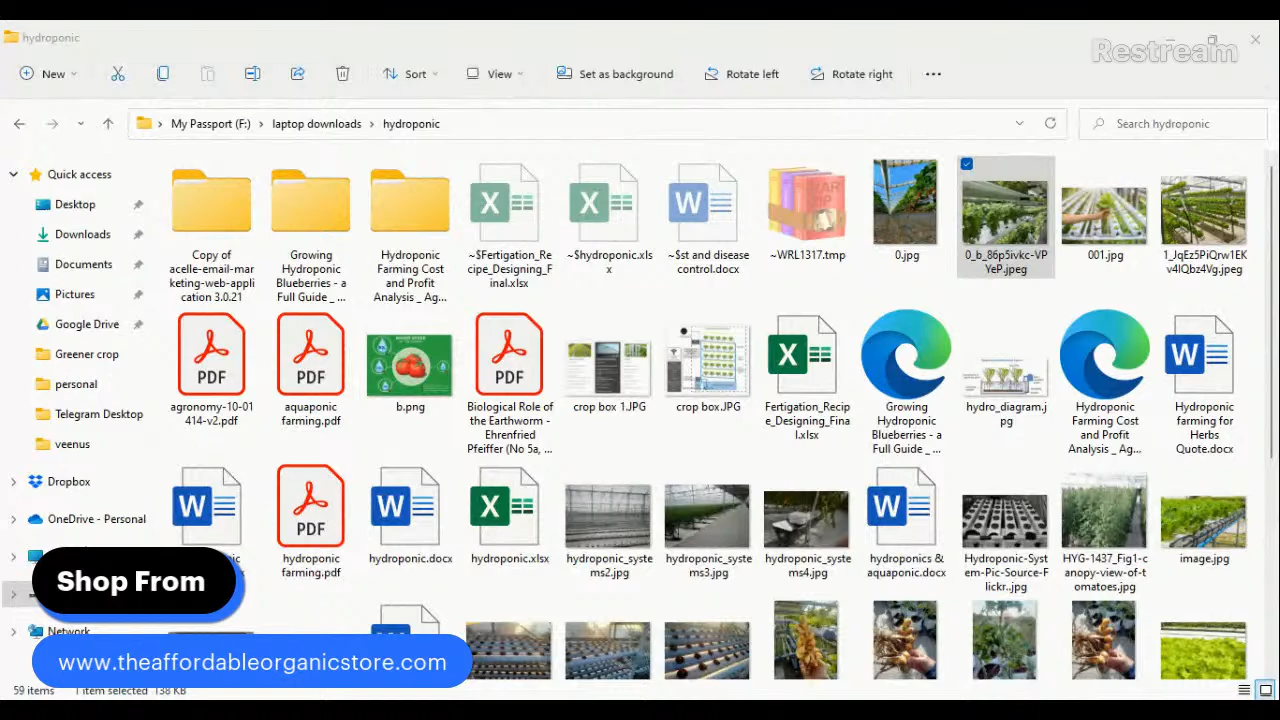 hydroponic
Restream
New
Sort
View
Set as background
Rotate left
Rotate right
My Passport (F:)
laptop downloads
hydroponic
Search hydroponic
Quick access
Desktop
Downloads
Documents
Pictures
Google Drive
Greener crop
personal
Telegram Desktop
veenus
Dropbox
OneDrive - Personal
Network
Copy of
acelle-email-mar
keting-web-appli
cation 3.0.21
Growing
Hydroponic
Blueberries - a
Full Guide _ ...
Hydroponic
Farming Cost
and Profit
Analysis _ Ag...
~$Fertigation_Re
cipe_Designing_F
inal.xlsx
~$hydroponic.xls
x
~$st and disease
control.docx
~WRL1317.tmp
0.jpg
0_b_86p5ivkc-VP
YeP.jpeg
001.jpg
1_JqEz5PiQrw1EK
v4lQbz4Vg.jpeg
PDF
agronomy-10-01
414-v2.pdf
PDF
aquaponic
farming.pdf
b.png
PDF
Biological Role of
the Earthworm -
Ehrenfried
Pfeiffer (No 5a, ...
crop box 1.JPG
crop box.JPG
Fertigation_Recip
e_Designing_Fina
l.xlsx
Growing
Hydroponic
Blueberries - a
Full Guide _ ...
hydro_diagram.j
pg
Hydroponic
Farming Cost
and Profit
Analysis _ Ag...
Hydroponic
farming for
Herbs
Quote.docx
PDF
hydroponic
farming.pdf
hydroponic.docx
hydroponic.xlsx
hydroponic_syste
ms2.jpg
hydroponic_syste
ms3.jpg
hydroponic_syste
ms4.jpg
hydroponics &
aquaponic.docx
Hydroponic-Syst
em-Pic-Source-F
lickr..jpg
HYG-1437_Fig1-c
anopy-view-of-t
omatoes.jpg
image.jpg
Shop From
www.theaffordableorganicstore.com
59 items
1 item selected 138 KB